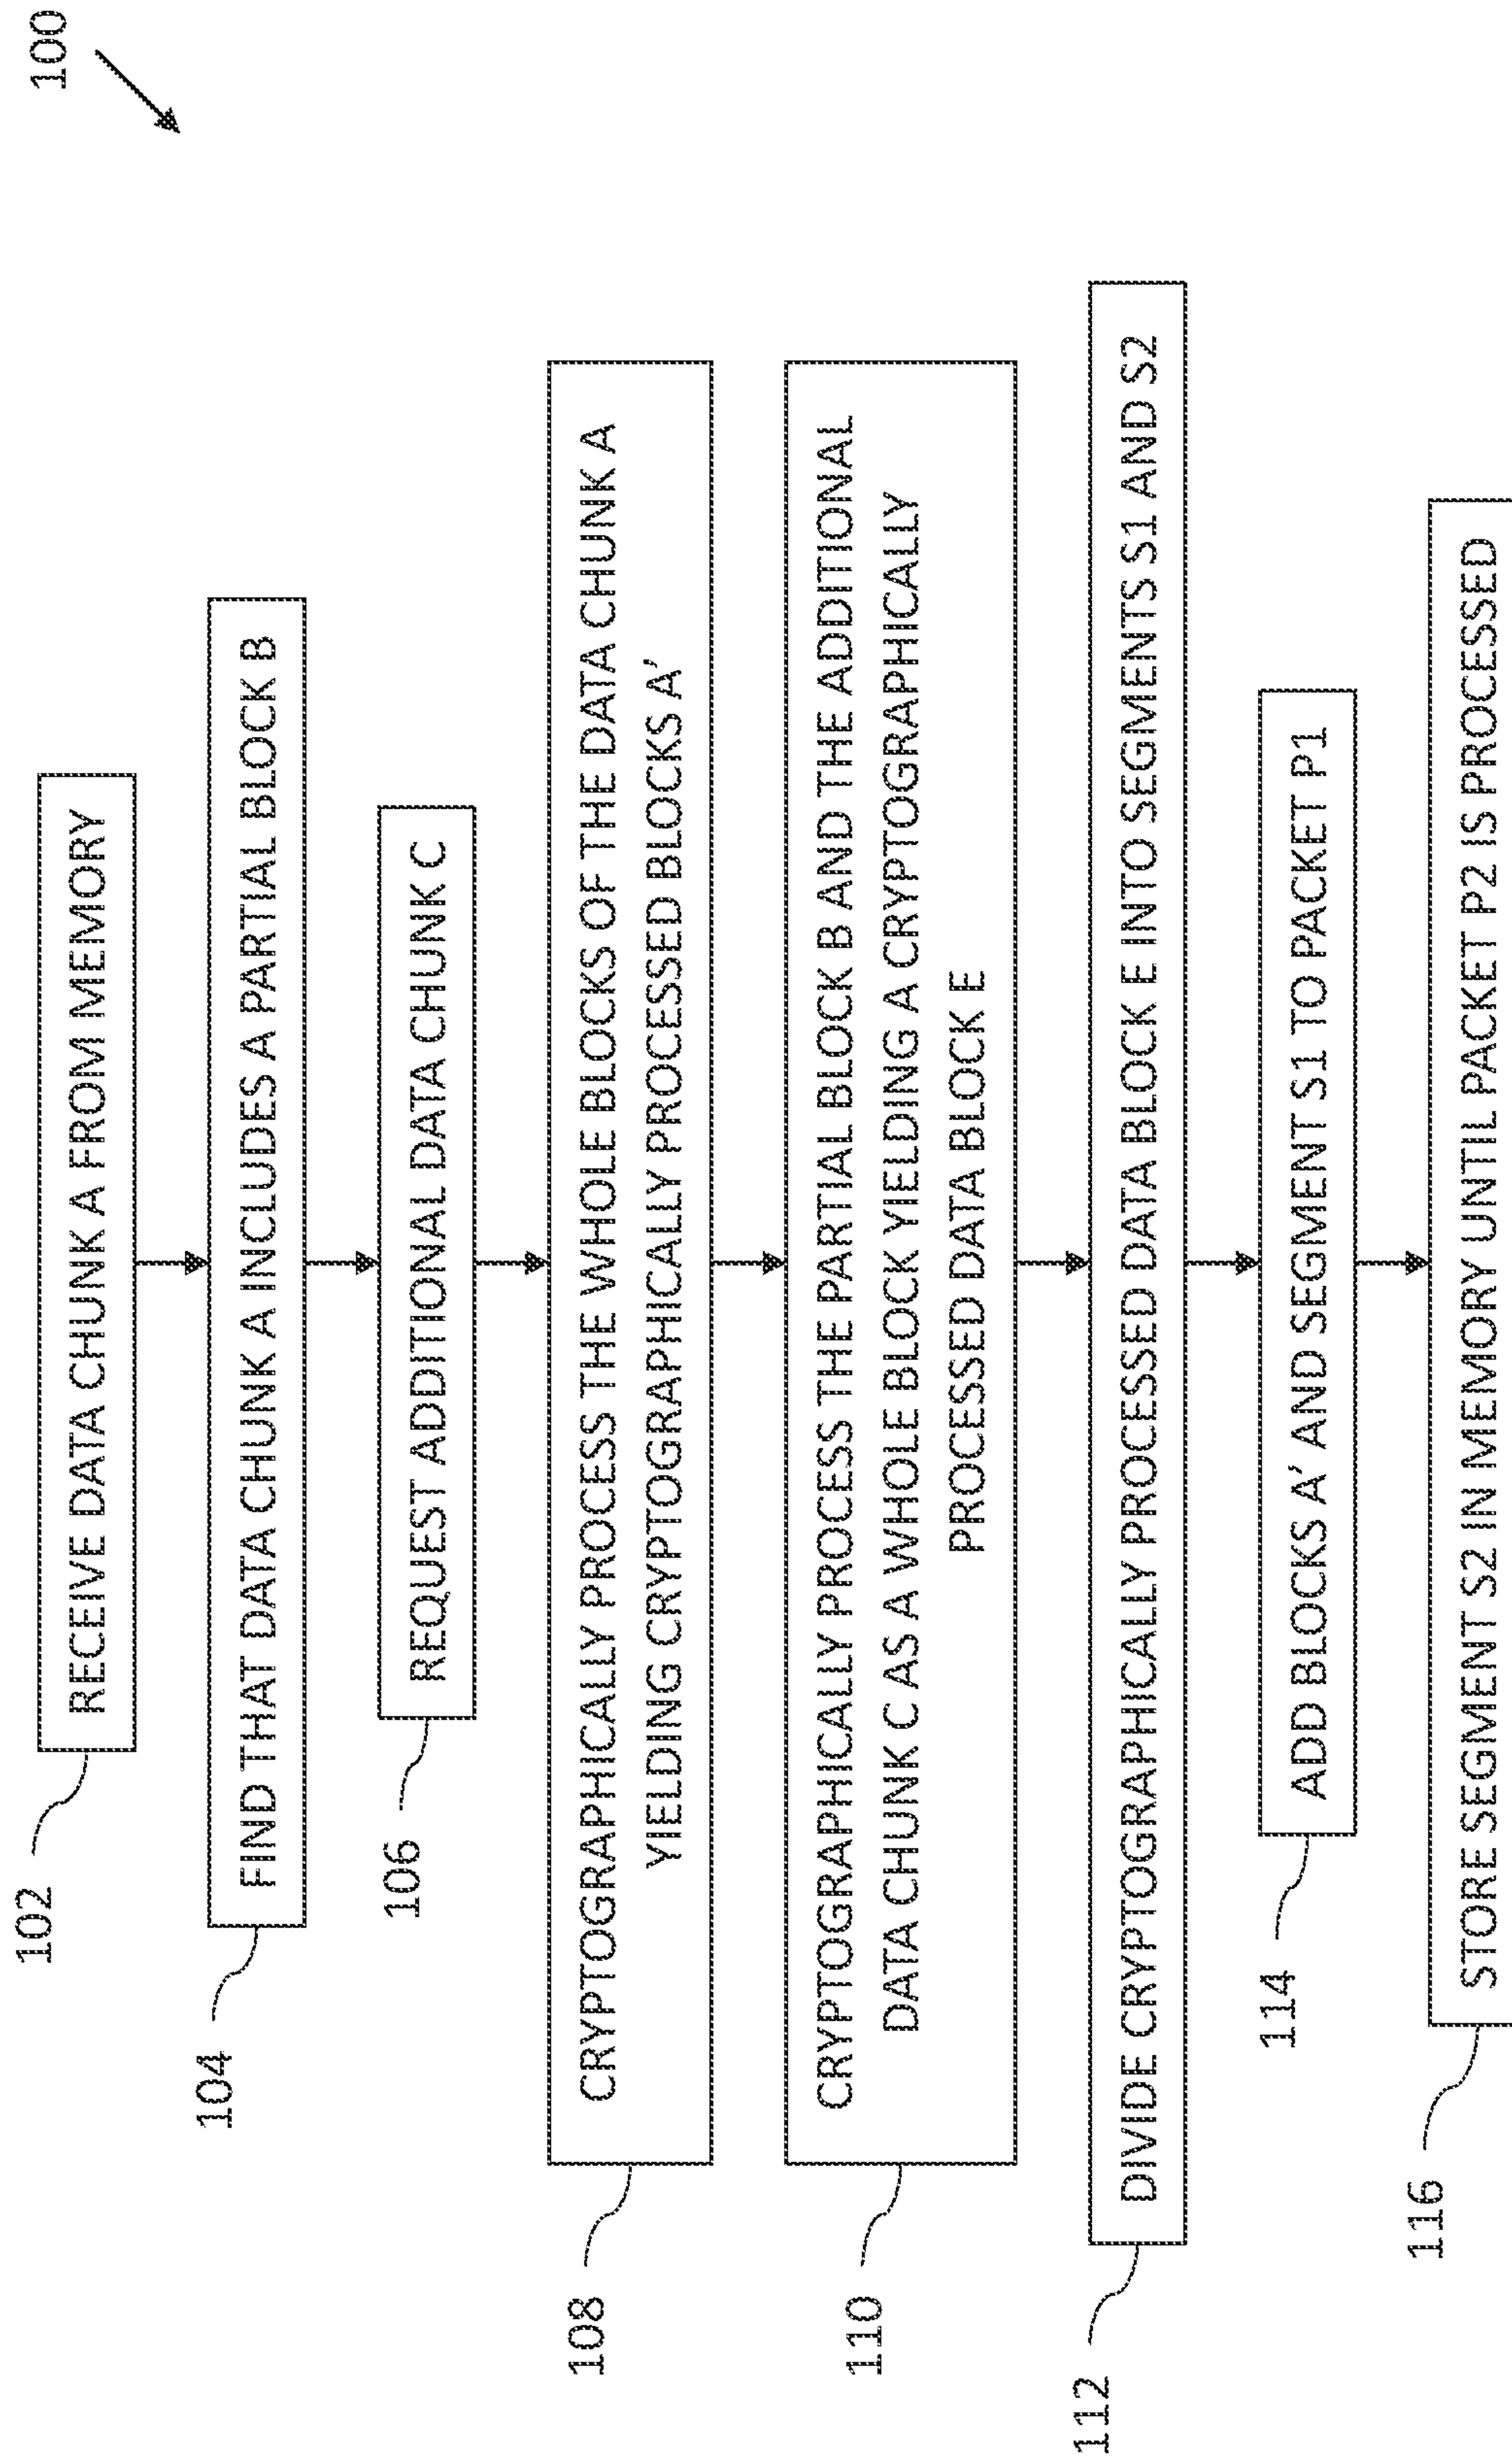 100
102
RECEIVE DATA CHUNK A FROM MEMORY
104
FIND THAT DATA CHUNK A INCLUDES A PARTIAL BLOCK B
106
REQUEST ADDITIONAL DATA CHUNK C
108
CRYPTOGRAPHICALLY PROCESS THE WHOLE BLOCKS OF THE DATA CHUNK A
YIELDING CRYPTOGRAPHICALLY PROCESSED BLOCKS A'
110
CRYPTOGRAPHICALLY PROCESS THE PARTIAL BLOCK B AND THE ADDITIONAL
DATA CHUNK C AS A WHOLE BLOCK YIELDING A CRYPTOGRAPHICALLY
PROCESSED DATA BLOCK E
112
DIVIDE CRYPTOGRAPHICALLY PROCESSED DATA BLOCK E INTO SEGMENTS S1 AND S2
114
ADD BLOCKS A' AND SEGMENT S1 TO PACKET P1
116
STORE SEGMENT S2 IN MEMORY UNTIL PACKET P2 IS PROCESSED